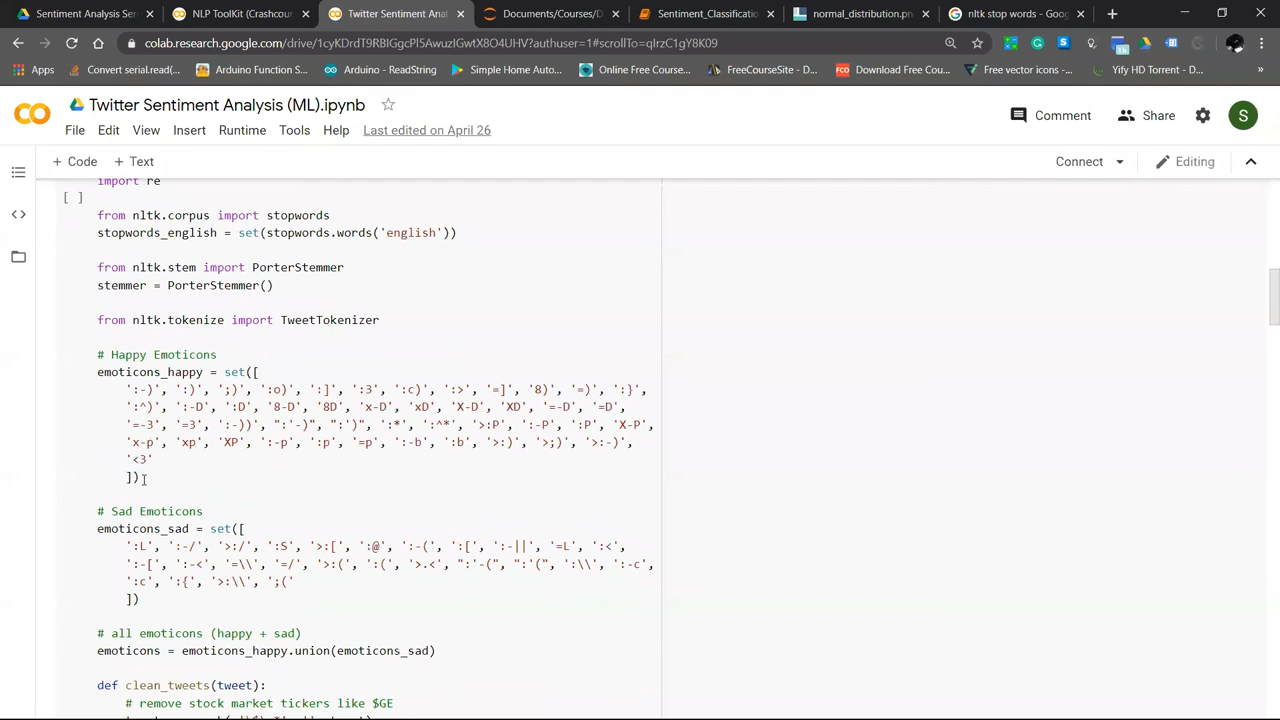 Sentiment Analysis Ser
NLP ToolKit (Crashcour
Twitter Sentiment Anal
Documents/Courses/D
Sentiment_Classificatio
normal_distribution.pn
nltk stop words - Goog
colab.research.google.com/drive/1cyKDrdT9RBIGgcPl5AwuzIGwtX8O4UHV?authuser=1#scrollTo=qIrzC1gY8K09
Apps
Convert serial.read(...
Arduino Function S...
Arduino - ReadString
Simple Home Auto...
Online Free Course...
FreeCourseSite - D...
Download Free Cou...
Free vector icons -...
Yify HD Torrent - D...
»
CO Twitter Sentiment Analysis (ML).ipynb
Comment Share S
File Edit View Insert Runtime Tools Help Last edited on April 26
+ Code + Text
Connect Editing
import re
[ ]
from nltk.corpus import stopwords
stopwords_english = set(stopwords.words('english'))
from nltk.stem import PorterStemmer
stemmer = PorterStemmer()
from nltk.tokenize import TweetTokenizer
# Happy Emoticons
emoticons_happy = set([
':-)', ':)', ';)', ':o)', ':]', ':3', ':c)', ':>', '=]', '8)', '=)', ':}',
':^)', ':-D', ':D', '8-D', '8D', 'x-D', 'xD', 'X-D', 'XD', '=-D', '=D',
'=-3', '=3', ':-))', ":'-)", ":')", ':*', ':^*', '>:P', ':-P', ':P', 'X-P',
'x-p', 'xp', 'XP', ':-p', ':p', '=p', ':-b', ':b', '>:)', '>;)', '>:-)',
'<3'
])
# Sad Emoticons
emoticons_sad = set([
':L', ':-/', '>:/', ':S', '>:[', ':@', ':-(', ':[', ':-||', '=L', ':<',
':-[', ':-<', '=\\', '=/', '>:(', ':(', '>.<', ":'-(", ":'(", ':\\', ':-c',
':c', ':{', '>:\\', ';('
])
# all emoticons (happy + sad)
emoticons = emoticons_happy.union(emoticons_sad)
def clean_tweets(tweet):
# remove stock market tickers like $GE